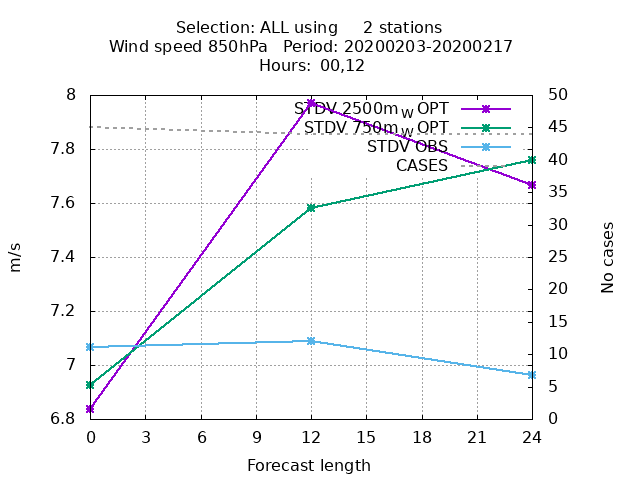 Selection: ALL using     2 stations
Wind speed 850hPa   Period: 20200203-20200217
Hours:  00,12
STDV 2500m W OPT
STDV 750m W OPT
STDV OBS
CASES
8
7.8
7.6
7.4
7.2
7
6.8
50
45
40
35
30
25
20
15
10
5
0
m/s
No cases
0 3 6 9 12 15 18 21 24
Forecast length